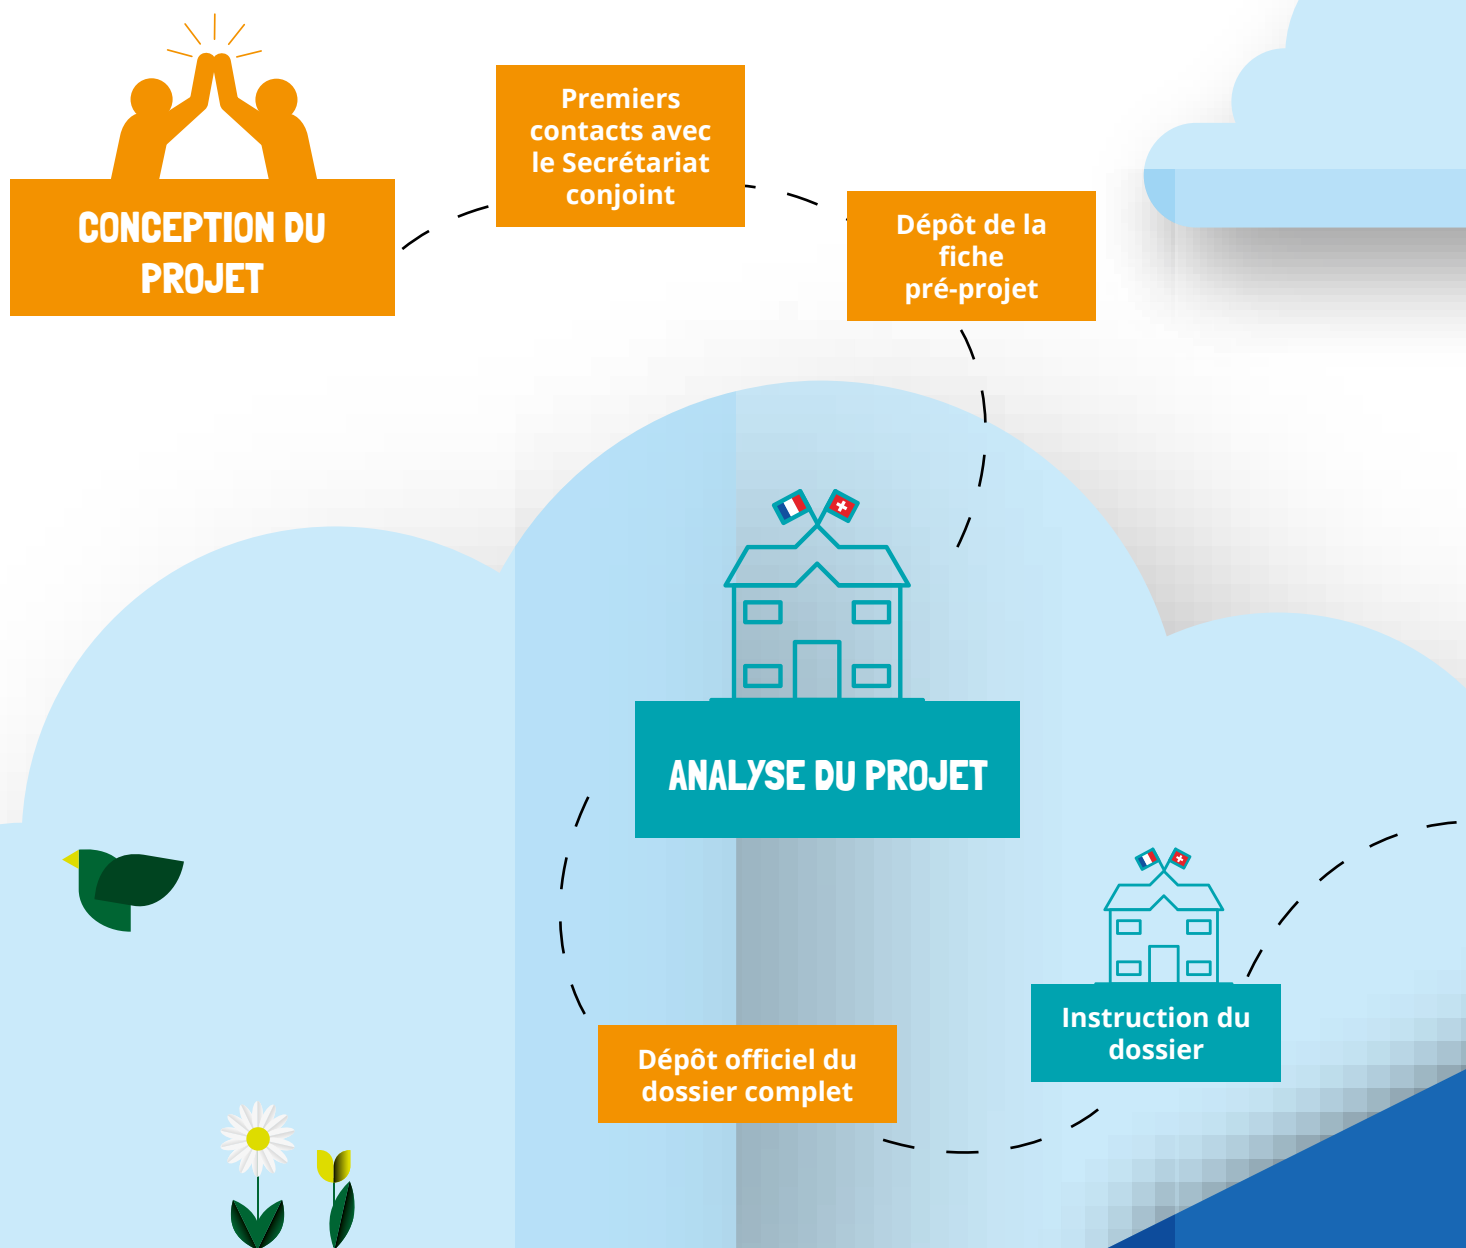 CONCEPTION DU
PROJET
Premiers
contacts avec
le Secrétariat
conjoint
Dépôt de la
fiche
pré-projet
ANALYSE DU PROJET
Dépôt officiel du
dossier complet
Instruction du
dossier